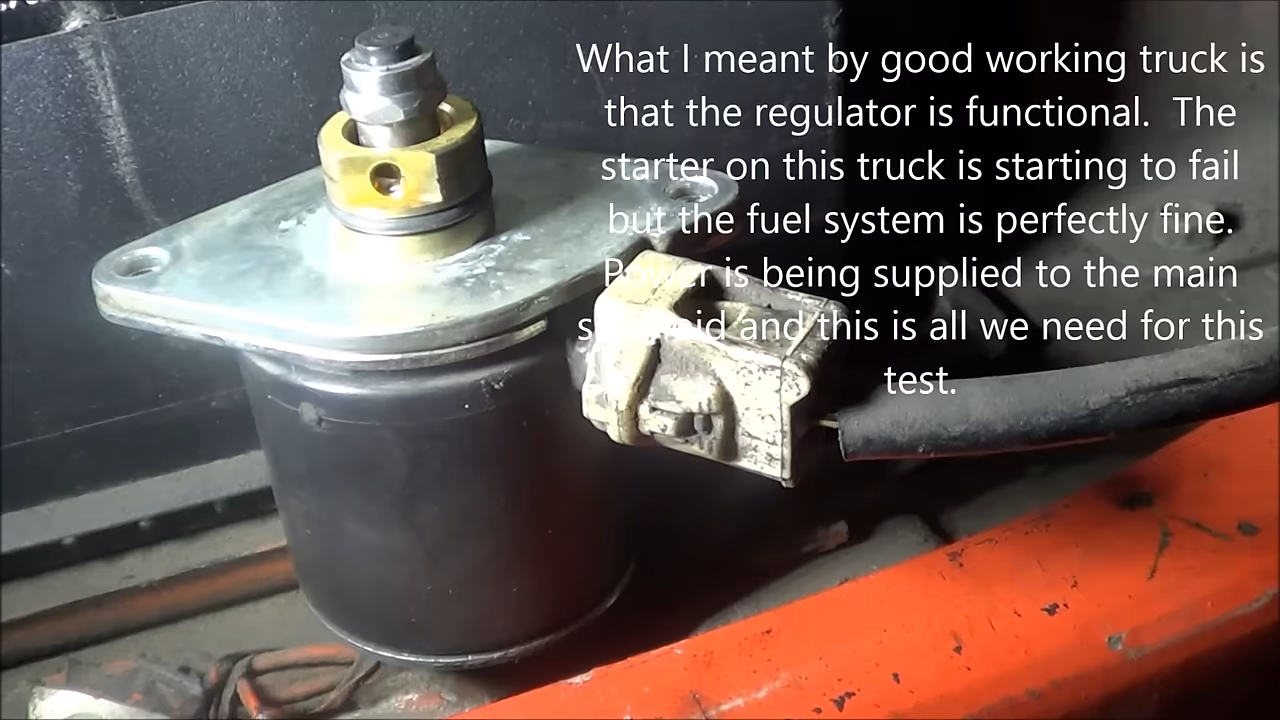 What I meant by good working truck is
that the regulator is functional.  The
starter on this truck is starting to fail
but the fuel system is perfectly fine.
Power is being supplied to the main
solenoid and this is all we need for this
test.